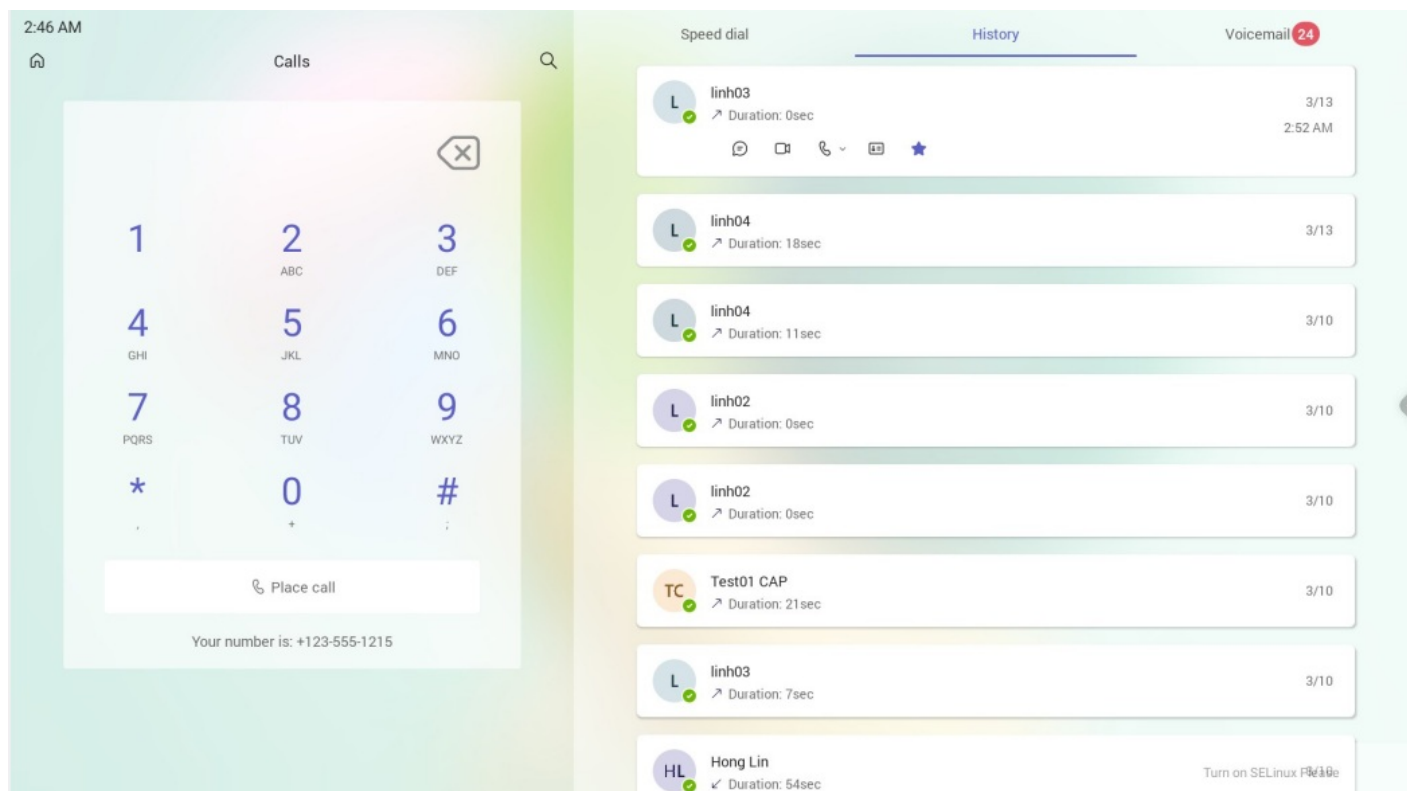 2:46 AM
Calls
1
2
3
ABC
DEF
4
5
6
GHI
JKL
MNO
7
8
9
PQRS
TUV
WXYZ
*
0
#
,
+
;
Place call
Your number is: +123-555-1215
Speed dial
History
Voicemail 24
L
linh03
Duration: 0sec
3/13
2:52 AM
L
linh04
Duration: 18sec
3/13
L
linh04
Duration: 11sec
3/10
L
linh02
Duration: 0sec
3/10
L
linh02
Duration: 0sec
3/10
TC
Test01 CAP
Duration: 21sec
3/10
L
linh03
Duration: 7sec
3/10
HL
Hong Lin
Duration: 54sec
Turn on SELinux Please